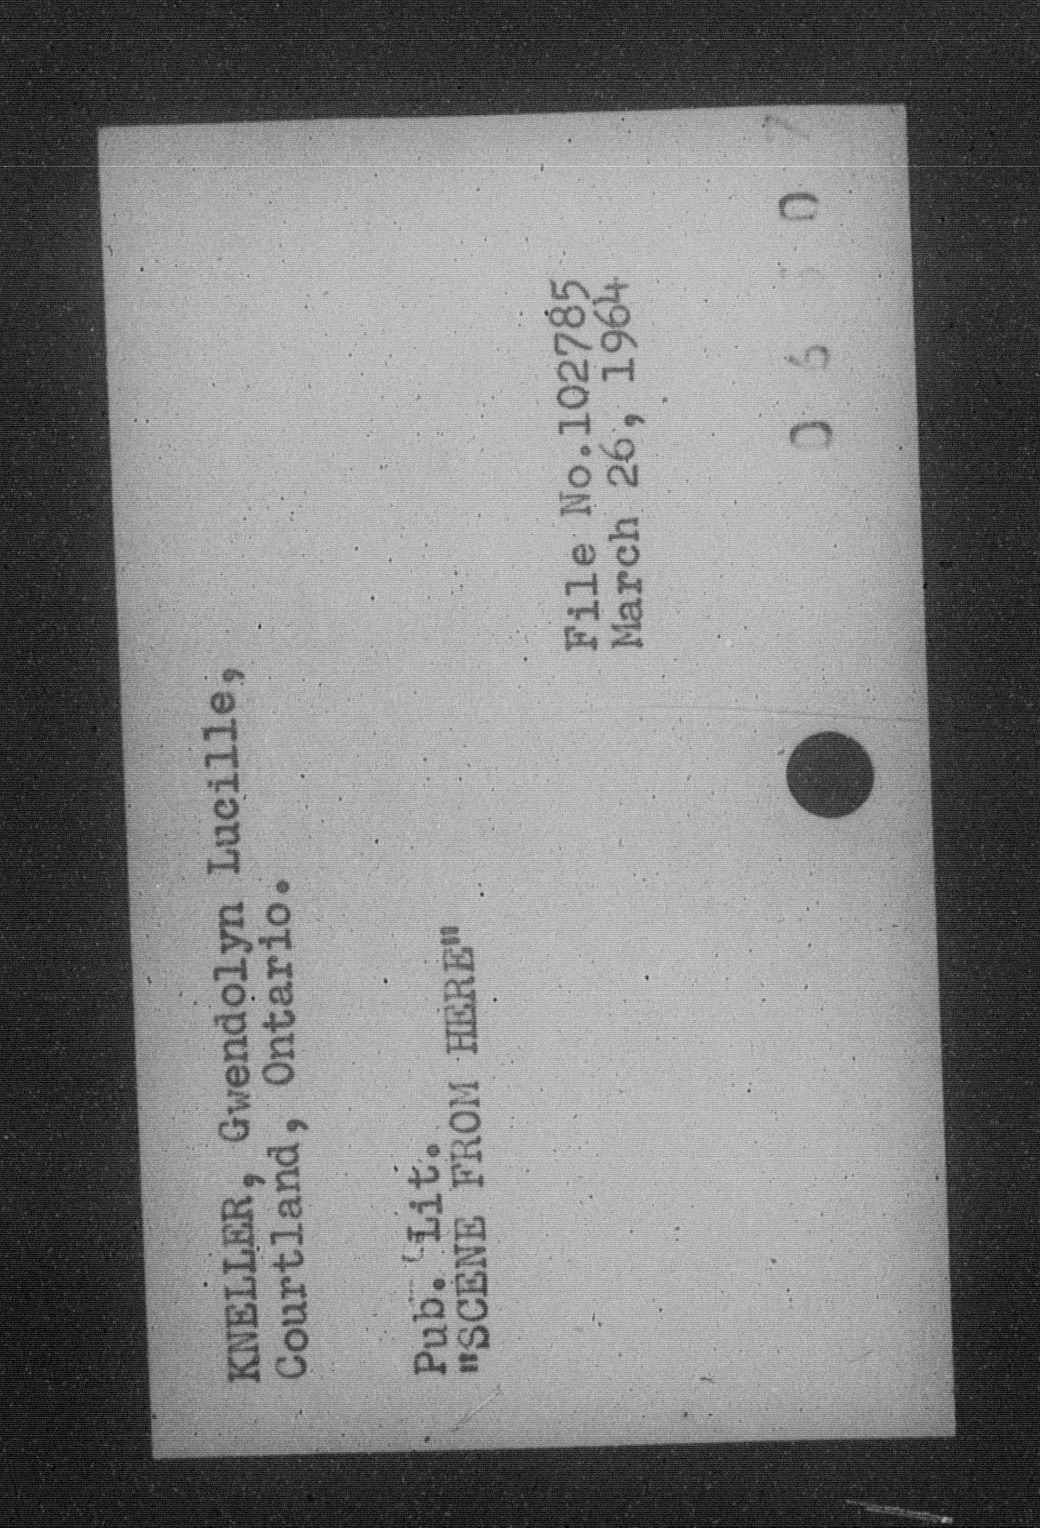 KNELLER, Gwendolyn Lucille,
Courtland, Ontario.
Pub. Lit.
"SCENE FROM HERE"
File No.102785
March 26, 1964